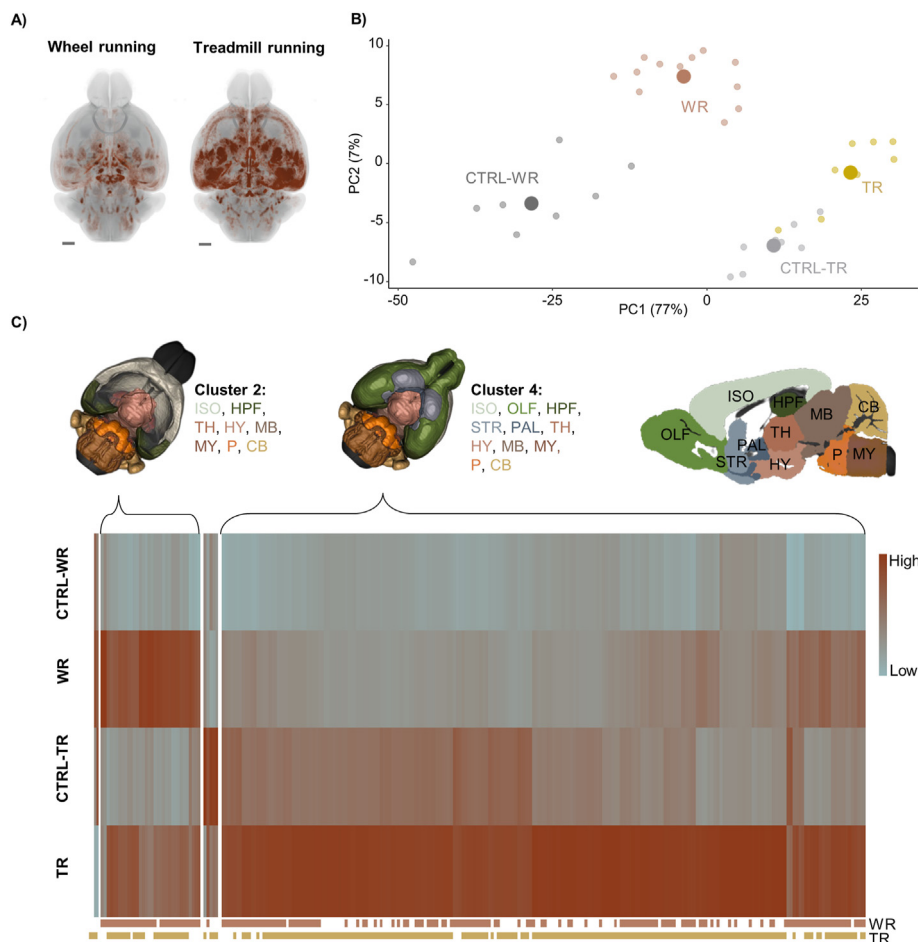 A)
Wheel running
Treadmill running
B)
10
5
0
-5
-10
PC2 (7%)
-50
-25
0
25
PC1 (77%)
WR
CTRL-WR
TR
CTRL-TR
C)
Cluster 2:
ISO, HPF,
TH, HY, MB,
MY, P, CB
Cluster 4:
ISO, OLF, HPF,
STR, PAL, TH,
HY, MB, MY,
P, CB
ISO
HPF
MB
CB
OLF
TH
PAL
STR
HY
P
MY
CTRL-WR
WR
CTRL-TR
TR
High
Low
WR
TR